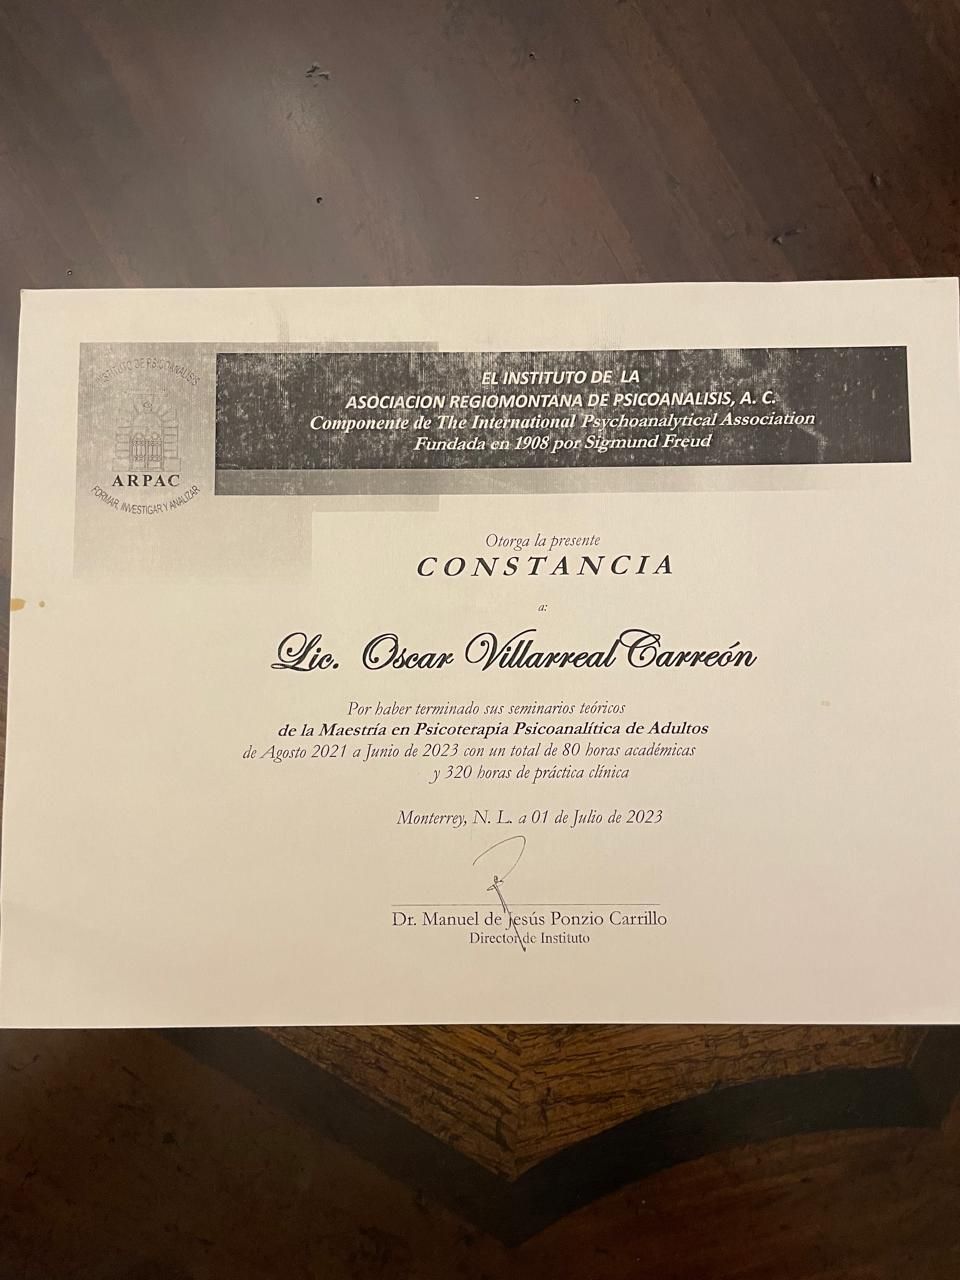 INSTITUTO DE PSICOANALISIS
ARPAC
FORMAR, INVESTIGAR Y ANALIZAR
EL INSTITUTO DE LA
ASOCIACION REGIOMONTANA DE PSICOANALISIS, A. C.
Componente de The International Psychoanalytical Association
Fundada en 1908 por Sigmund Freud
Otorga la presente
CONSTANCIA
a:
Lic. Oscar Villarreal Carreón
Por haber terminado sus seminarios teóricos
de la Maestría en Psicoterapia Psicoanalítica de Adultos
de Agosto 2021 a Junio de 2023 con un total de 80 horas académicas
y 320 horas de práctica clínica
Monterrey, N. L. a 01 de Julio de 2023
Dr. Manuel de Jesús Ponzio Carrillo
Director de Instituto